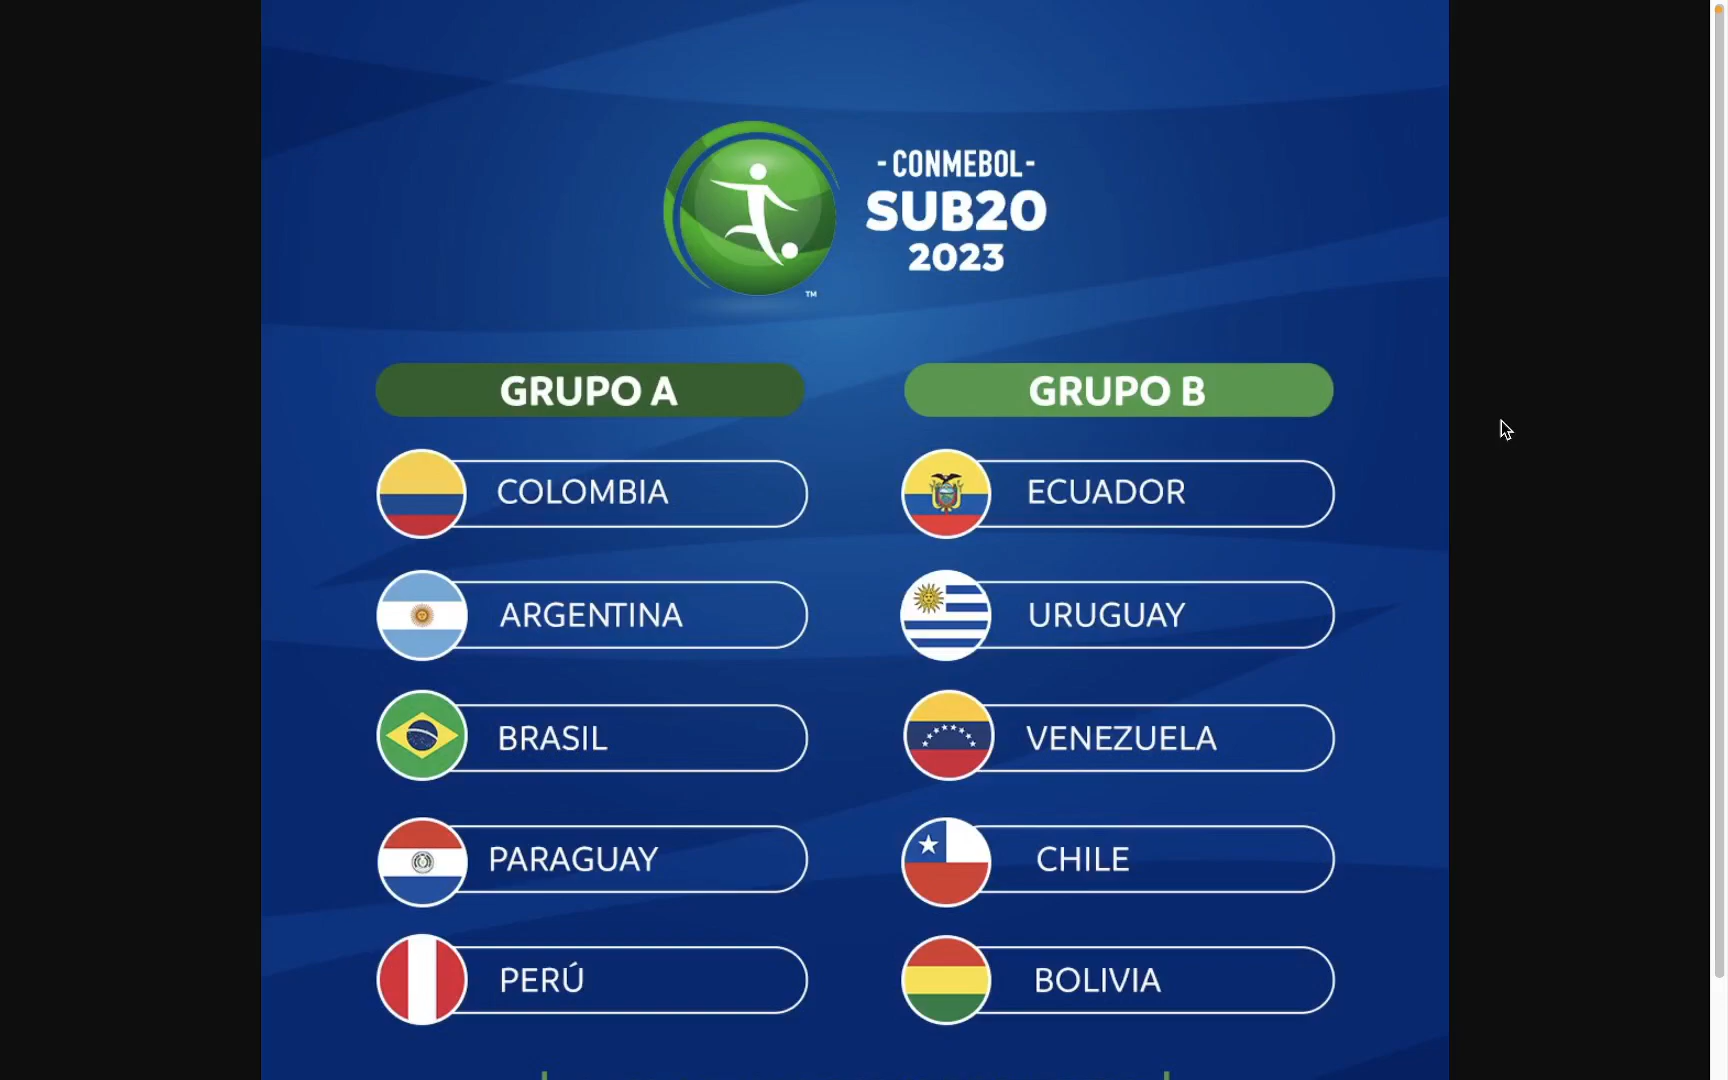 - CONMEBOL -
SUB20
2023
TM
GRUPO A
COLOMBIA
ARGENTINA
BRASIL
PARAGUAY
PERÚ
GRUPO B
ECUADOR
URUGUAY
VENEZUELA
CHILE
BOLIVIA